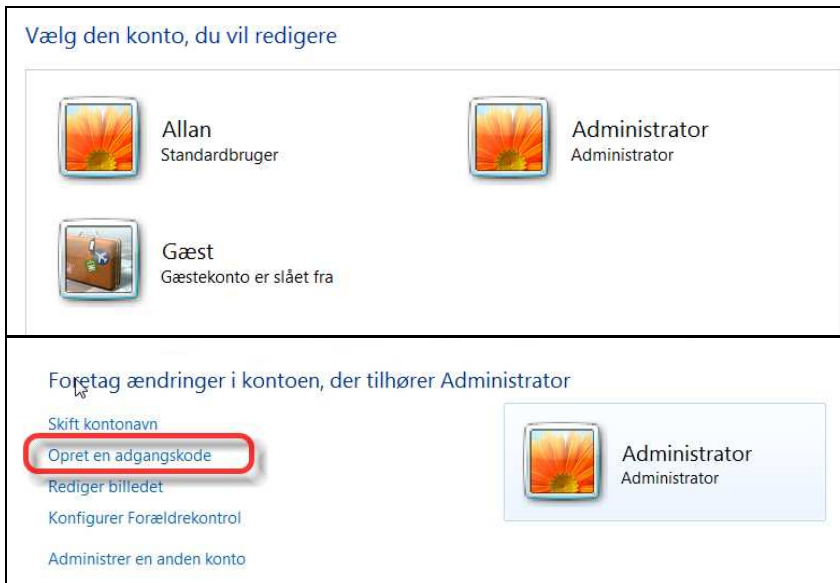 Vælg den konto, du vil redigere
Allan
Standardbruger
Administrator
Administrator
Gæst
Gæstekonto er slået fra
Foretag ændringer i kontoen, der tilhører Administrator
Skift kontonavn
Opret en adgangskode
Rediger billedet
Konfigurer Forældrekontrol
Administrer en anden konto
Administrator
Administrator